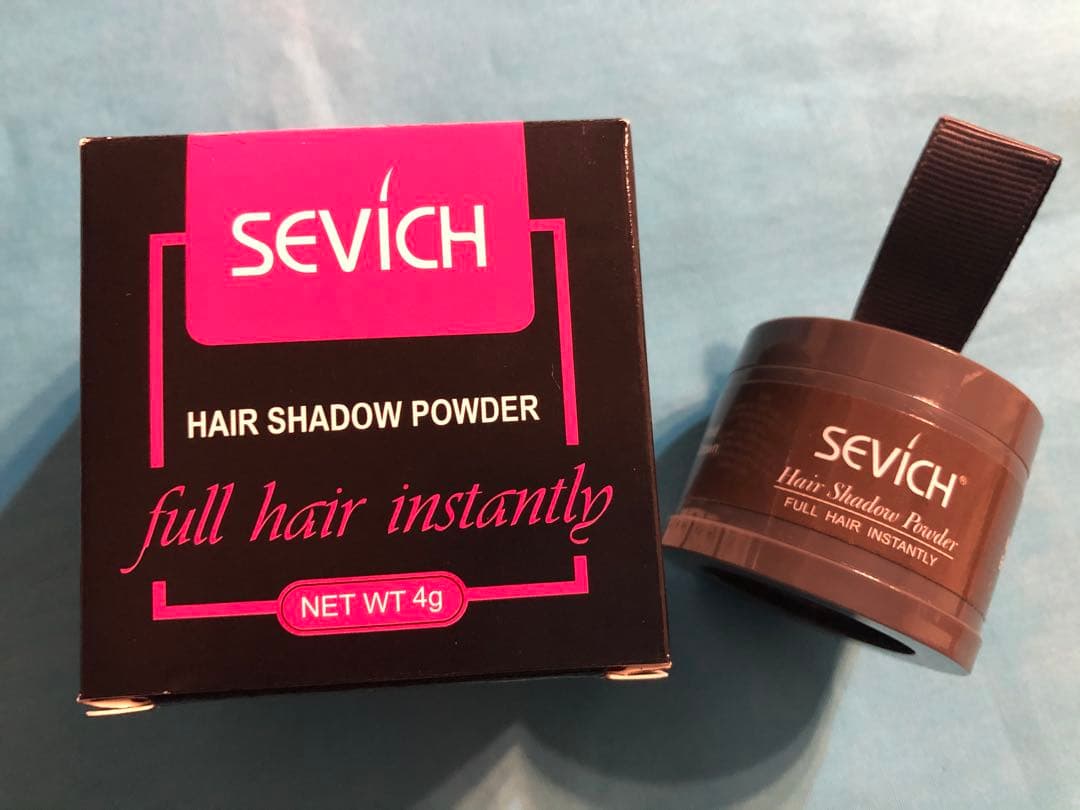 SEVICH
HAIR SHADOW POWDER
full hair instantly
NET WT 4g
SEVICH®
Hair Shadow Powder
FULL HAIR INSTANTLY